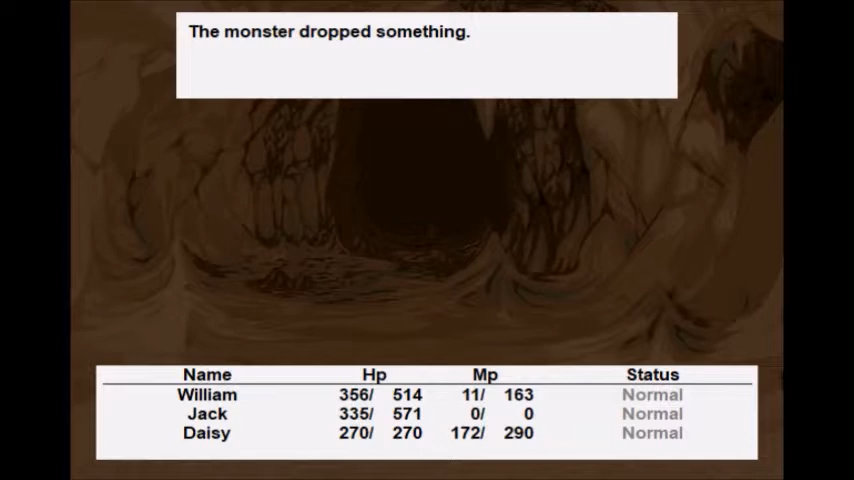 The monster dropped something.
Name Hp Mp Status
William 356/ 514 11/ 163 Normal
Jack 335/ 571 0/ 0 Normal
Daisy 270/ 270 172/ 290 Normal